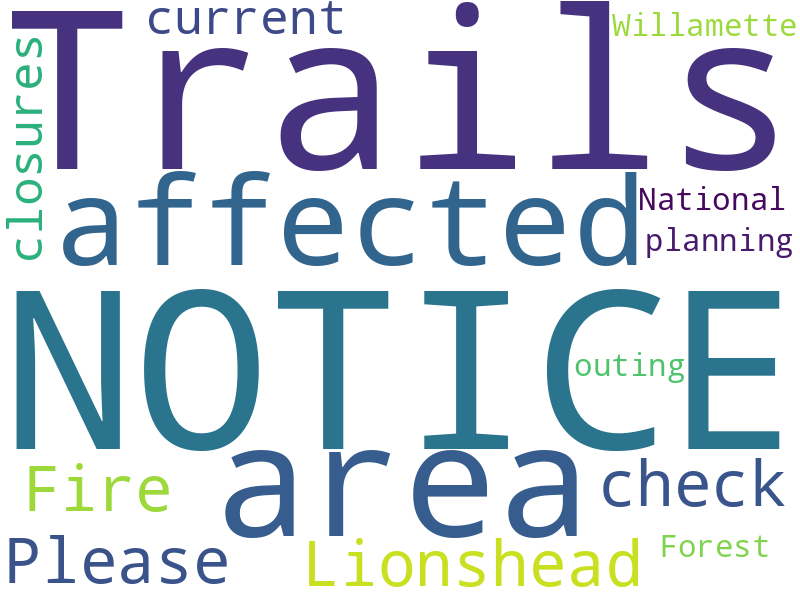 current
Willamette
Trails
closures
affected
National
planning
NOTICE
outing
area
Fire
check
Please
Lionshead
Forest